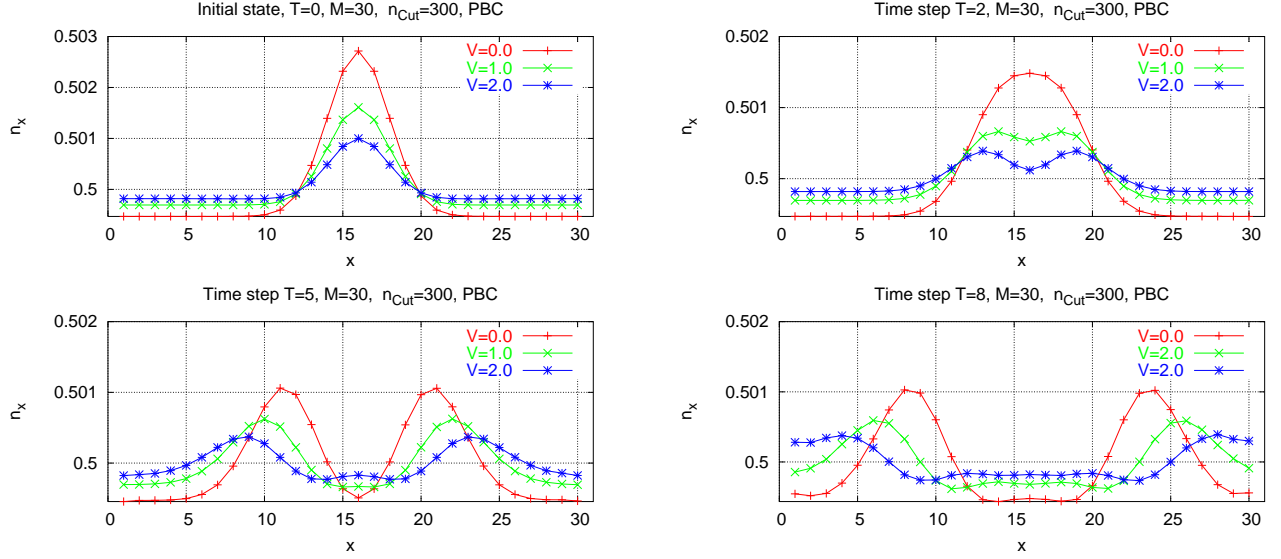 Initial state, T=0, M=30, n_Cut=300, PBC
n_x
0.503
0.502
0.501
0.5
V=0.0
V=1.0
V=2.0
0 5 10 15 20 25 30
x
Time step T=2, M=30, n_Cut=300, PBC
n_x
0.502
0.501
0.5
V=0.0
V=1.0
V=2.0
0 5 10 15 20 25 30
x
Time step T=5, M=30, n_Cut=300, PBC
n_x
0.502
0.501
0.5
V=0.0
V=1.0
V=2.0
0 5 10 15 20 25 30
x
Time step T=8, M=30, n_Cut=300, PBC
n_x
0.502
0.501
0.5
V=0.0
V=2.0
V=2.0
0 5 10 15 20 25 30
x